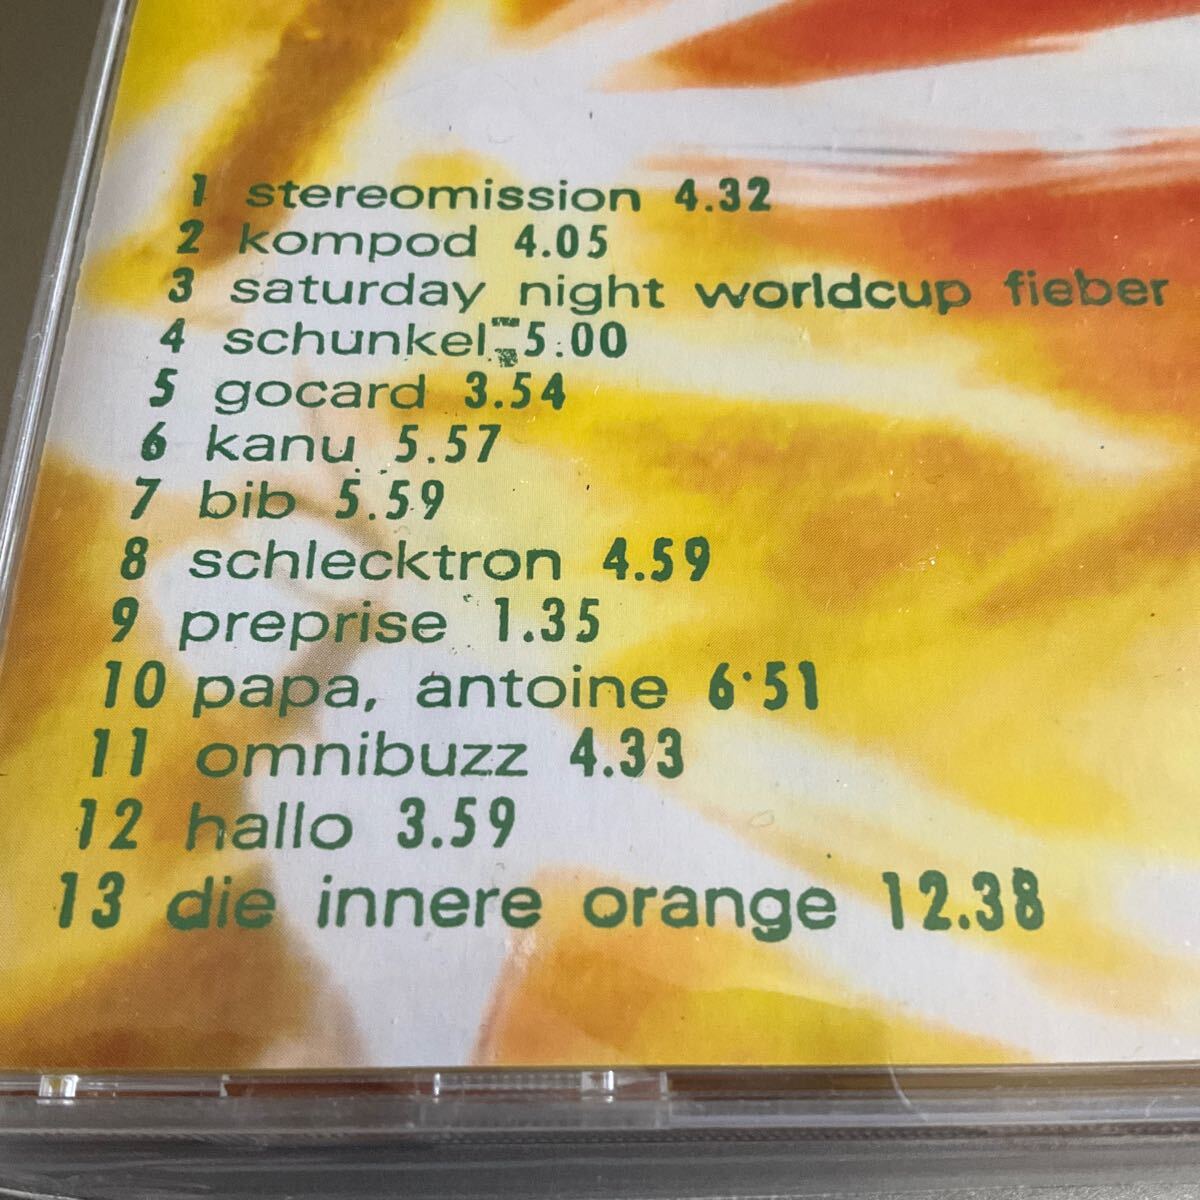 1 stereomission 4.32
2 kompod 4.05
3 saturday night worldcup fieber
4 schunkel 5.00
5 gocard 3.54
6 kanu 5.57
7 bib 5.59
8 schlecktron 4.59
9 preprise 1.35
10 papa, antoine 6·51
11 omnibuzz 4.33
12 hallo 3.59
13 die innere orange 12.38